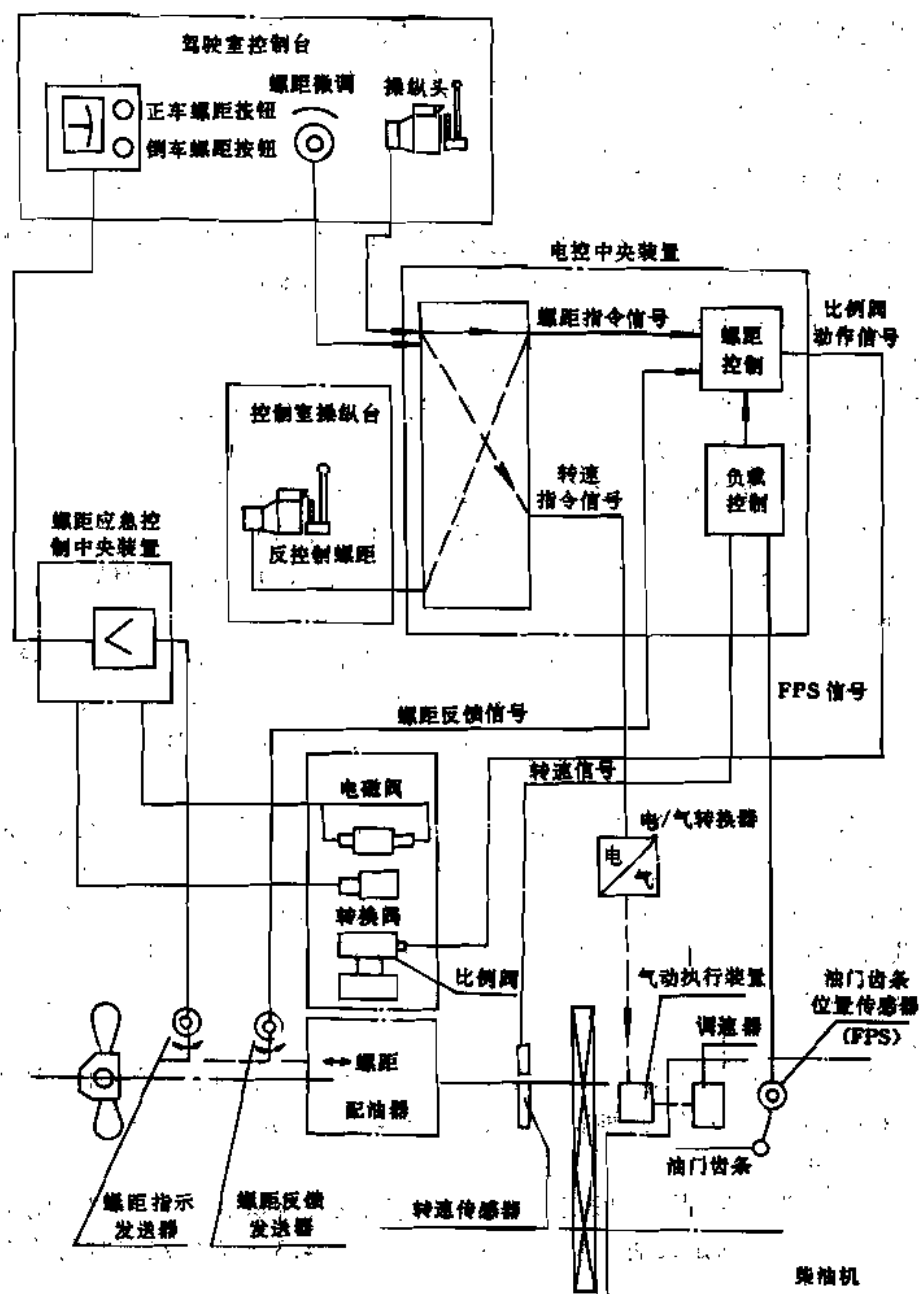 驾驶室控制台
螺距微调
操纵头
正车螺距按钮
倒车螺距按钮
电控中央装置
螺距指令信号
比例阀
动作信号
螺距
控制
控制室操纵台
转速
指令信号
负载
控制
反控制螺距
螺距应急控
制中央装置
FPS 信号
螺距反馈信号
转速信号
电磁阀
电/气转换器
电
气
转换阀
比例阀
气动执行装置
油门齿条
位置传感器
(FPS)
调速器
螺距
配油器
油门齿条
螺距指示
发送器
螺距反馈
发送器
转速传感器
柴油机